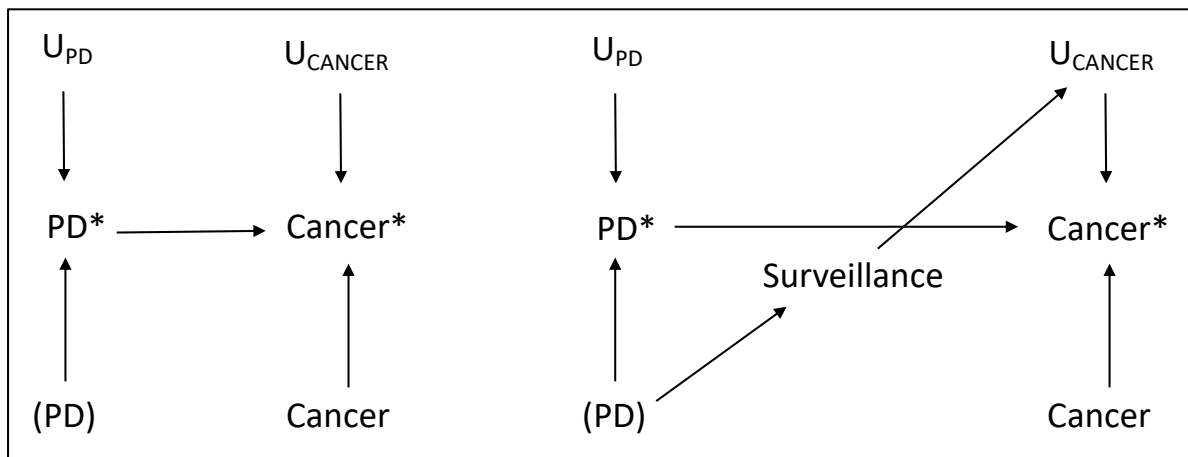 U_PD U_CANCER U_PD U_CANCER
PD* Cancer* PD* Cancer*
Surveillance
(PD) Cancer (PD) Cancer